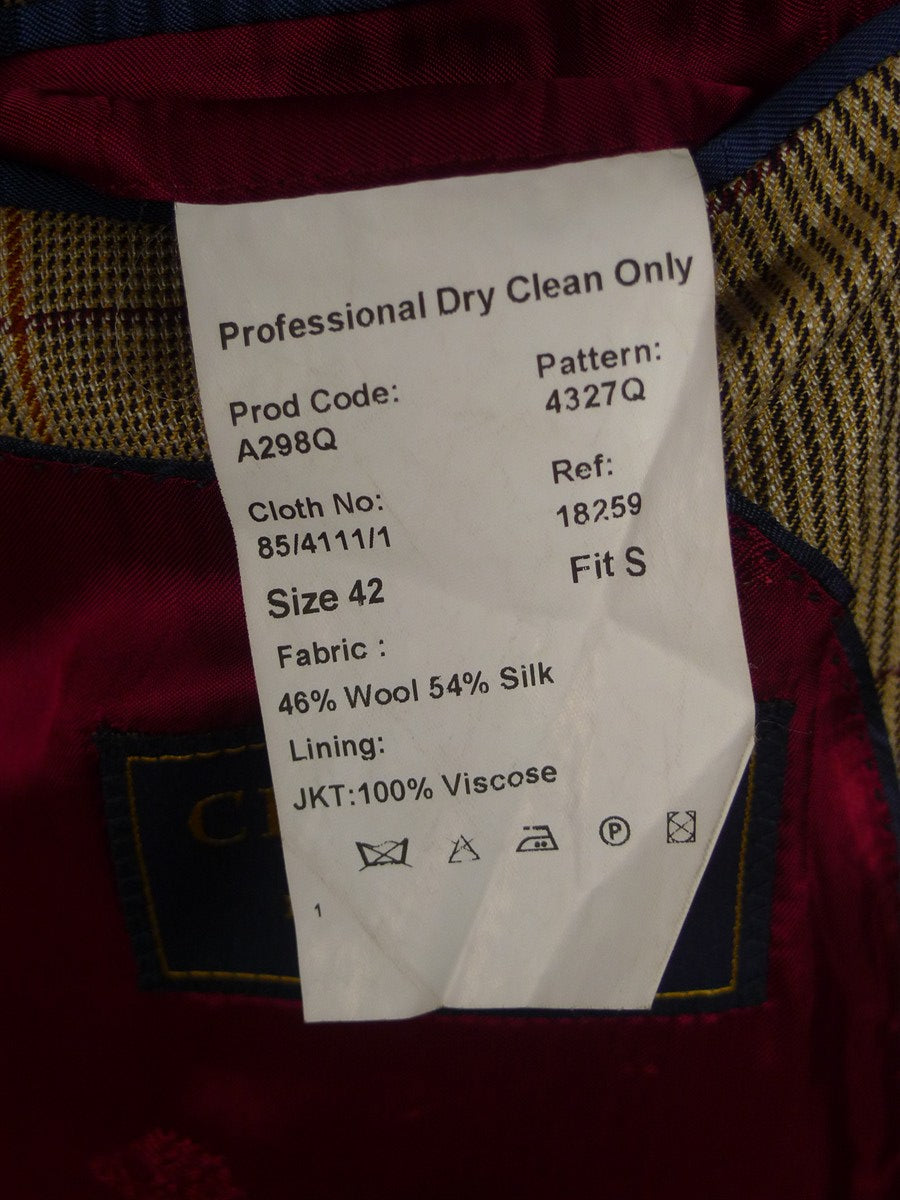 Professional Dry Clean Only
Prod Code:
A298Q
Pattern:
4327Q
Cloth No:
85/4111/1
Ref:
18259
Size 42
Fit S
Fabric :
46% Wool 54% Silk
Lining:
JKT:100% Viscose
P
1